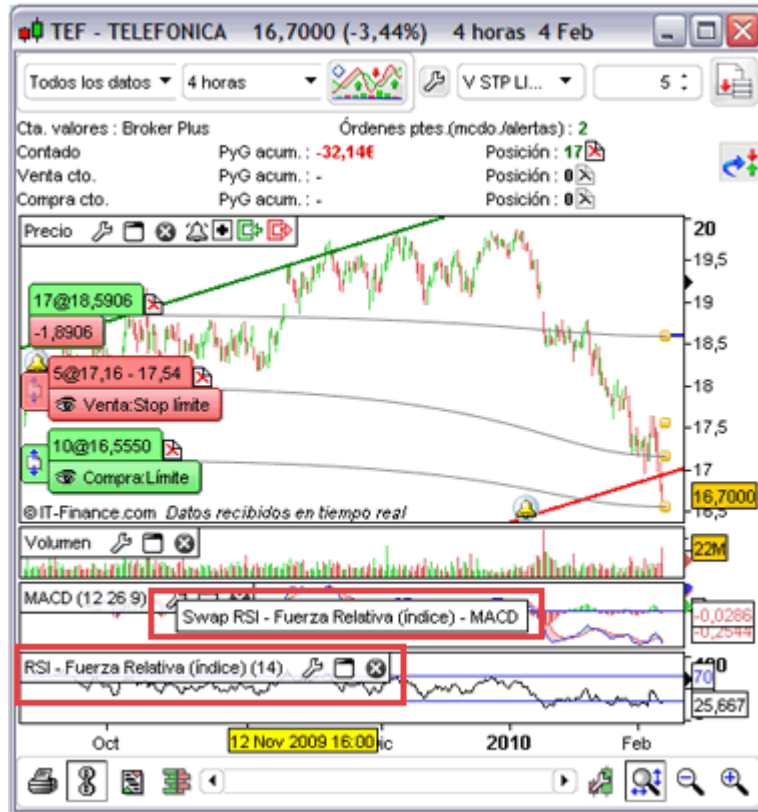 TEF - TELEFONICA 16,7000 (-3,44%) 4 horas 4 Feb
Todos los datos 4 horas V STP LI... 5
Cta. valores : Broker Plus Órdenes ptes.(mcdo./alertas) : 2
Contado PyG acum. : -32,14€ Posición : 17
Venta cto. PyG acum. : - Posición : 0
Compra cto. PyG acum. : - Posición : 0
Precio
20
19,5
17@18,5906
19
-1,8906
18,5
5@17,16 - 17,54
18
Venta:Stop límite
17,5
10@16,5550
17
Compra:Límite
16,7000
16,5
©IT-Finance.com Datos recibidos en tiempo real
Volumen
22M
MACD (12 26 9)
Swap RSI - Fuerza Relativa (índice) - MACD
-0,0286
-0,2544
RSI - Fuerza Relativa (índice) (14)
100
70
25,667
Oct 12 Nov 2009 16:00 2010 Feb